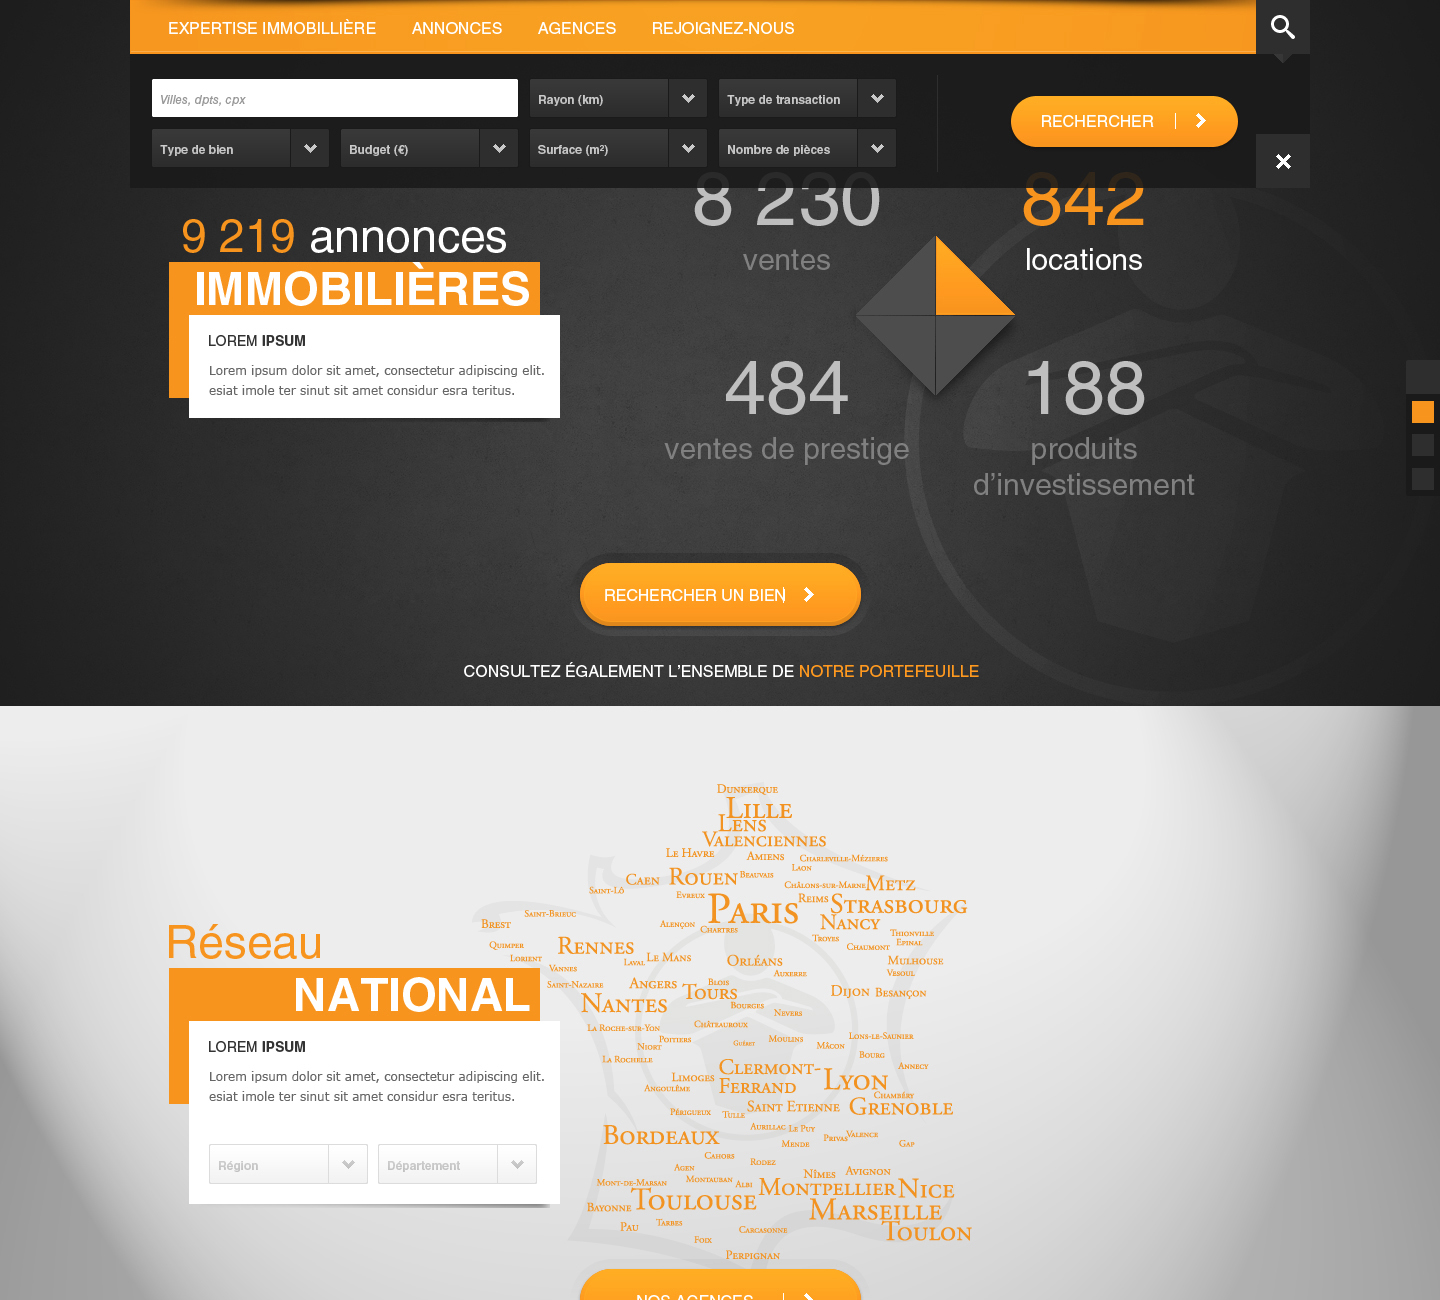 EXPERTISE IMMOBILLIÈRE ANNONCES AGENCES REJOIGNEZ-NOUS
Villes, dpts, cpx Rayon (km) Type de transaction
RECHERCHER
Type de bien Budget (€) Surface (m²) Nombre de pièces
8 230 842
9 219 annonces
ventes locations
IMMOBILIÈRES
LOREM IPSUM
Lorem ipsum dolor sit amet, consectetur adipiscing elit.
esiat imole ter sinut sit amet considur esra teritus.
484 188
ventes de prestige produits
d'investissement
RECHERCHER UN BIEN
CONSULTEZ ÉGALEMENT L'ENSEMBLE DE NOTRE PORTEFEUILLE
Réseau
NATIONAL
LOREM IPSUM
Lorem ipsum dolor sit amet, consectetur adipiscing elit.
esiat imole ter sinut sit amet considur esra teritus.
Région Département
Dunkerque
Lille
Lens
Valenciennes
Le Havre Amiens Charleville-Mézieres
Laon
Caen Rouen Beauvais Châlons-sur-Marne Metz
Saint-Lô Evreux Paris Reims Strasbourg
Brest Saint-Brieuc Alençon Chartres Nancy
Troyes Thionville
Quimper Rennes Chaumont Epinal
Lorient Laval Le Mans Orléans Mulhouse
Vannes Auxerre Vesoul
Saint-Nazaire Angers Blois
Nantes Tours Dijon Besançon
Bourges Nevers
La Roche-sur-Yon Châteauroux
Niort Poitiers Guéret Moulins Mâcon Lons-le-Saunier
La Rochelle Bourg
Annecy
Limoges Clermont-
Angoulême Ferrand Lyon
Chambéry
Périgueux Tulle Saint Etienne Grenoble
Bordeaux Aurillac Le Puy
Mende Privas Valence Gap
Cahors
Agen Rodez
Mont-de-Marsan Montauban Albi Nîmes Avignon
Toulouse Montpellier Nice
Bayonne Marseille
Pau Tarbes Carcasonne Toulon
Foix
Perpignan
NOS AGENCES